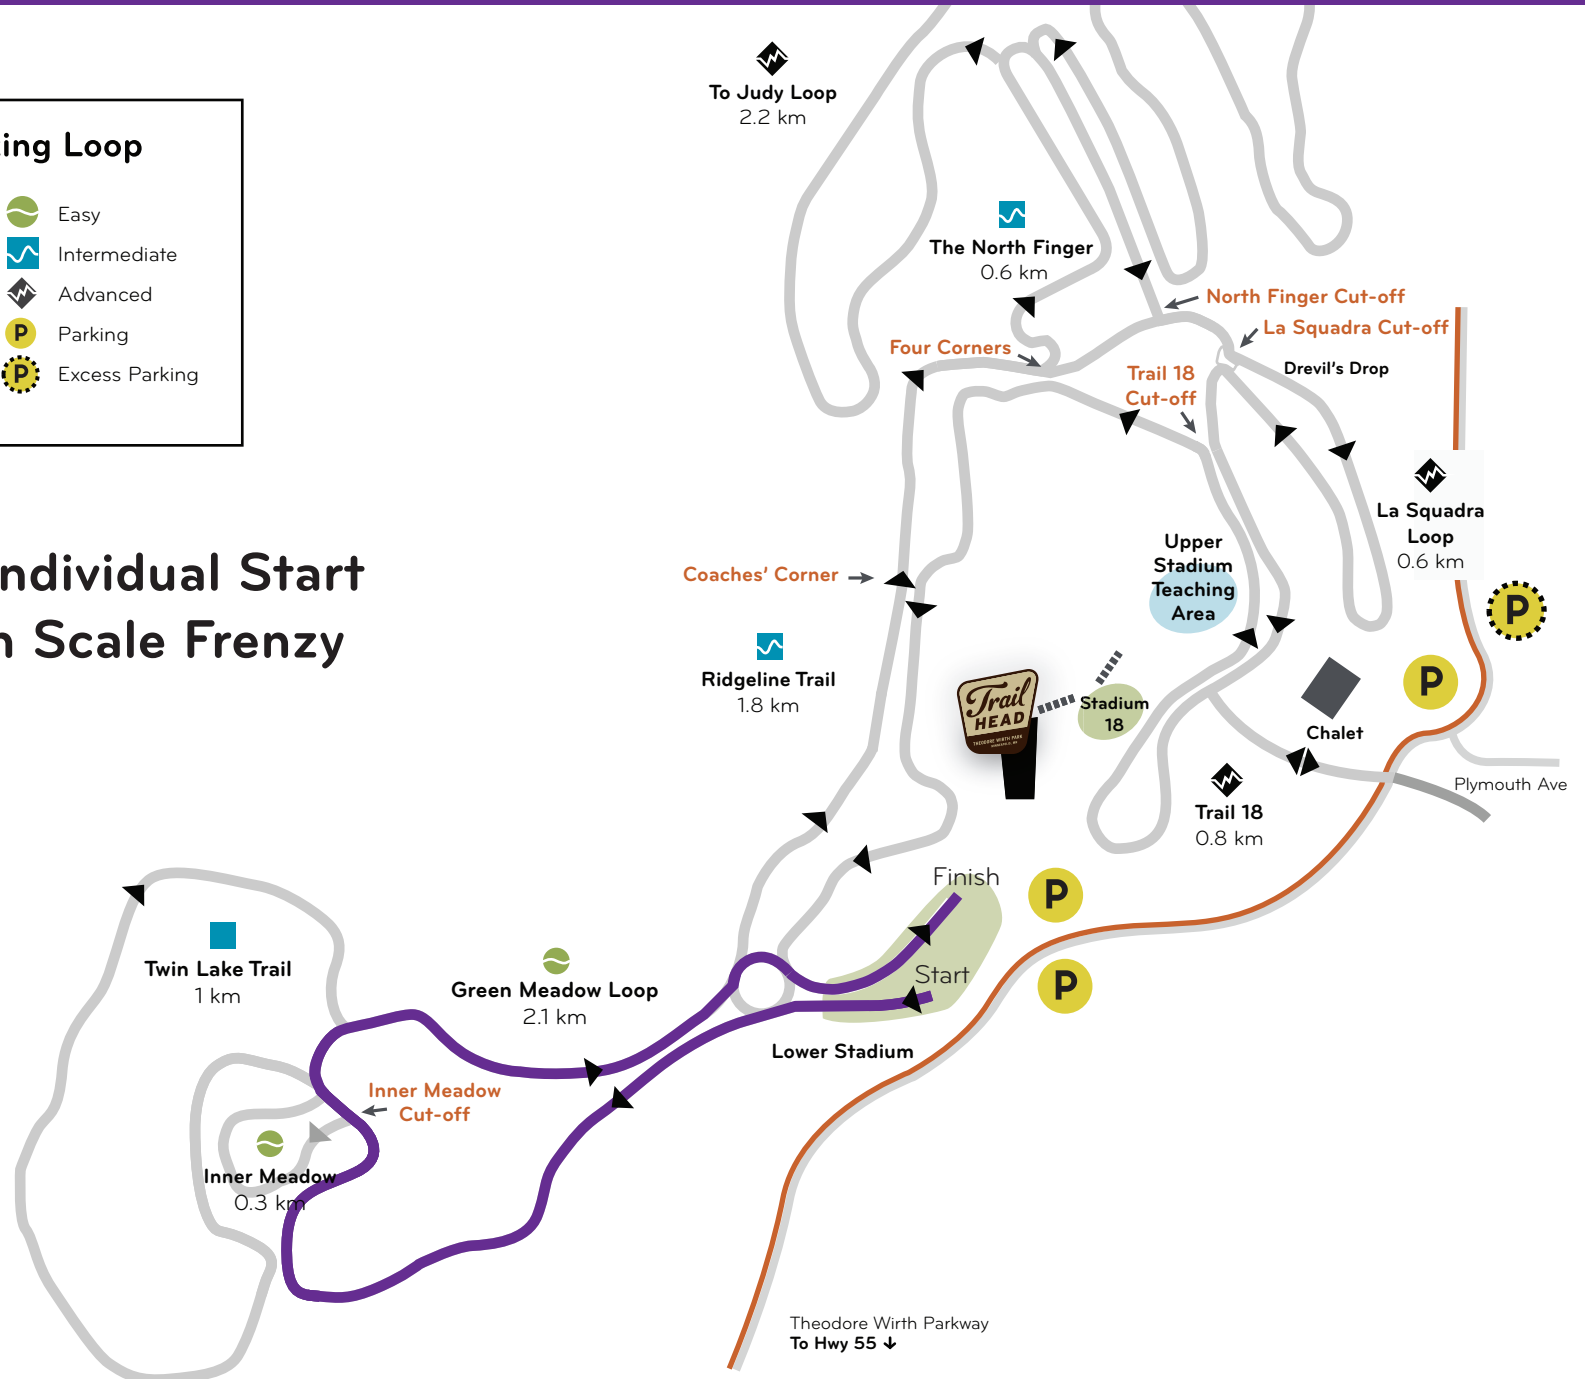 ing Loop
Easy
Intermediate
Advanced
P Parking
P Excess Parking
ndividual Start
n Scale Frenzy
To Judy Loop
2.2 km
The North Finger
0.6 km
North Finger Cut-off
La Squadra Cut-off
Four Corners
Trail 18
Cut-off
Drevil's Drop
La Squadra
Loop
0.6 km
Upper
Stadium
Teaching
Area
Coaches' Corner
P
Ridgeline Trail
1.8 km
Trail
HEAD
THEODORE WIRTH PARK
Stadium
18
P
Chalet
Plymouth Ave
Trail 18
0.8 km
Finish
P
Start
P
Lower Stadium
Twin Lake Trail
1 km
Green Meadow Loop
2.1 km
Inner Meadow
Cut-off
Inner Meadow
0.3 km
Theodore Wirth Parkway
To Hwy 55 ↓